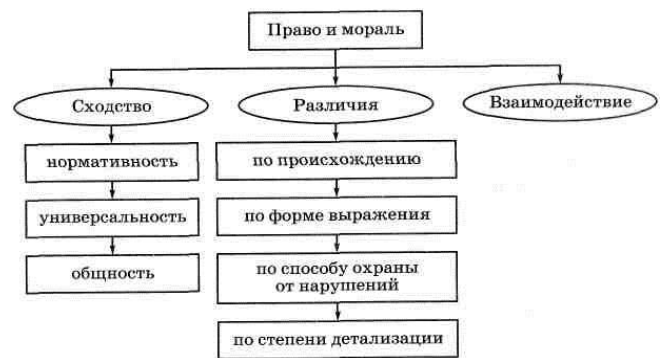 Право и мораль
Сходство
Различия
Взаимодействие
нормативность
по происхождению
универсальность
по форме выражения
общность
по способу охраны
от нарушений
по степени детализации